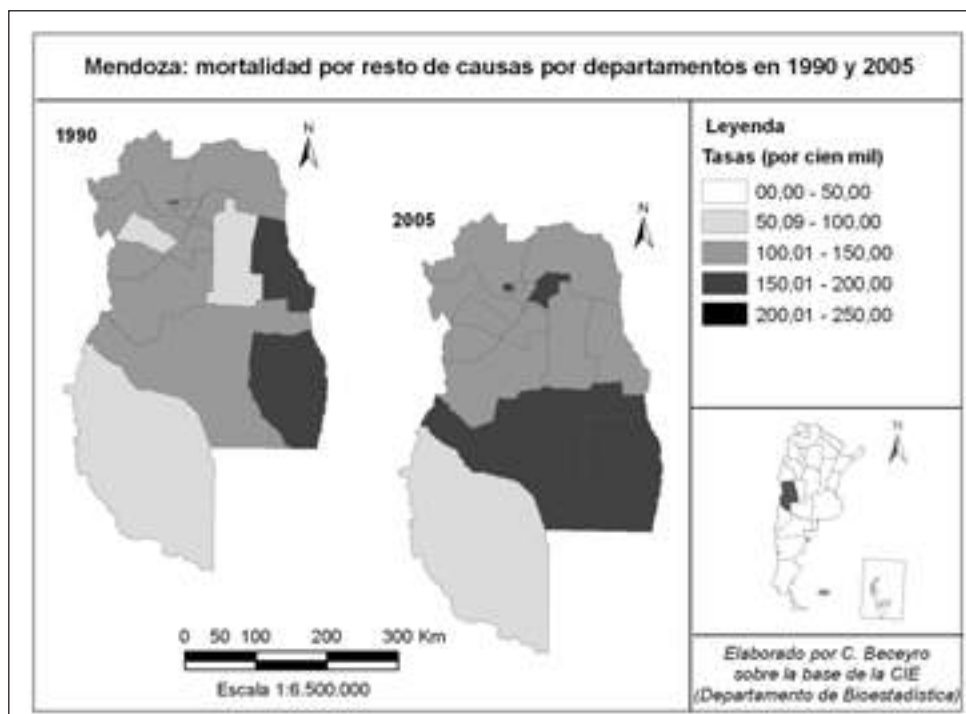 Mendoza: mortalidad por resto de causas por departamentos en 1990 y 2005
1990
N
2005
N
Leyenda
Tasas (por cien mil)
00,00 - 50,00
50,09 - 100,00
100,01 - 150,00
150,01 - 200,00
200,01 - 250,00
N
0 50 100 200 300 Km
Escala 1:6.500.000
Elaborado por C. Beceyro
sobre la base de la CIE
(Departamento de Bioestadística)